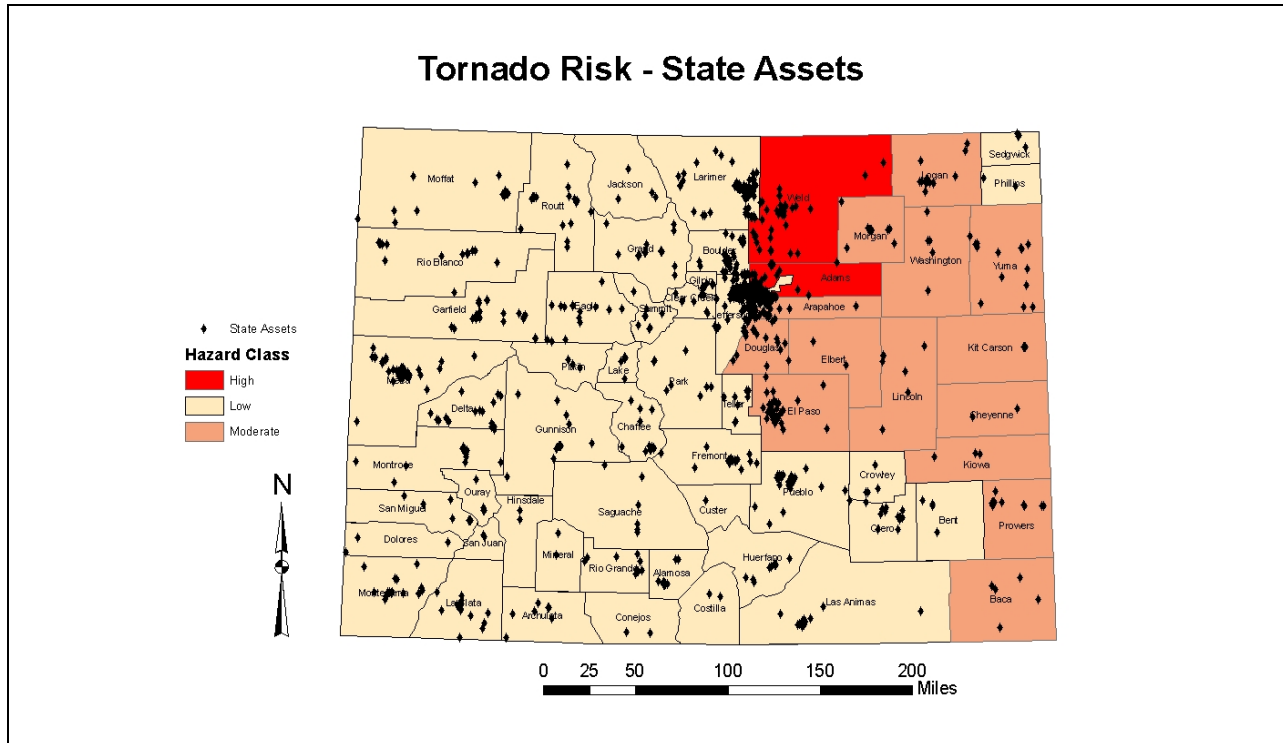 Tornado Risk - State Assets
Sedgwick
Moffat
Jackson
Larimer
Logan
Phillips
Routt
Weld
Morgan
Grand
Boulder
Washington
Yuma
Rio Blanco
Gilpin
Adams
Clear Creek
Garfield
Eagle
Summit
Arapahoe
State Assets
Hazard Class
High
Low
Moderate
Douglas
Elbert
Kit Carson
Pitkin
Lake
Park
Mesa
Lincoln
Delta
Teller
El Paso
Cheyenne
Gunnison
Chaffee
Fremont
Montrose
Kiowa
Crowley
Ouray
Pueblo
Hinsdale
San Miguel
Saguache
Custer
Otero
Bent
Prowers
Dolores
San Juan
Mineral
Huerfano
Rio Grande
Alamosa
Montezuma
La Plata
Las Animas
Baca
Costilla
Archuleta
Conejos
N
0 25 50 100 150 200
Miles